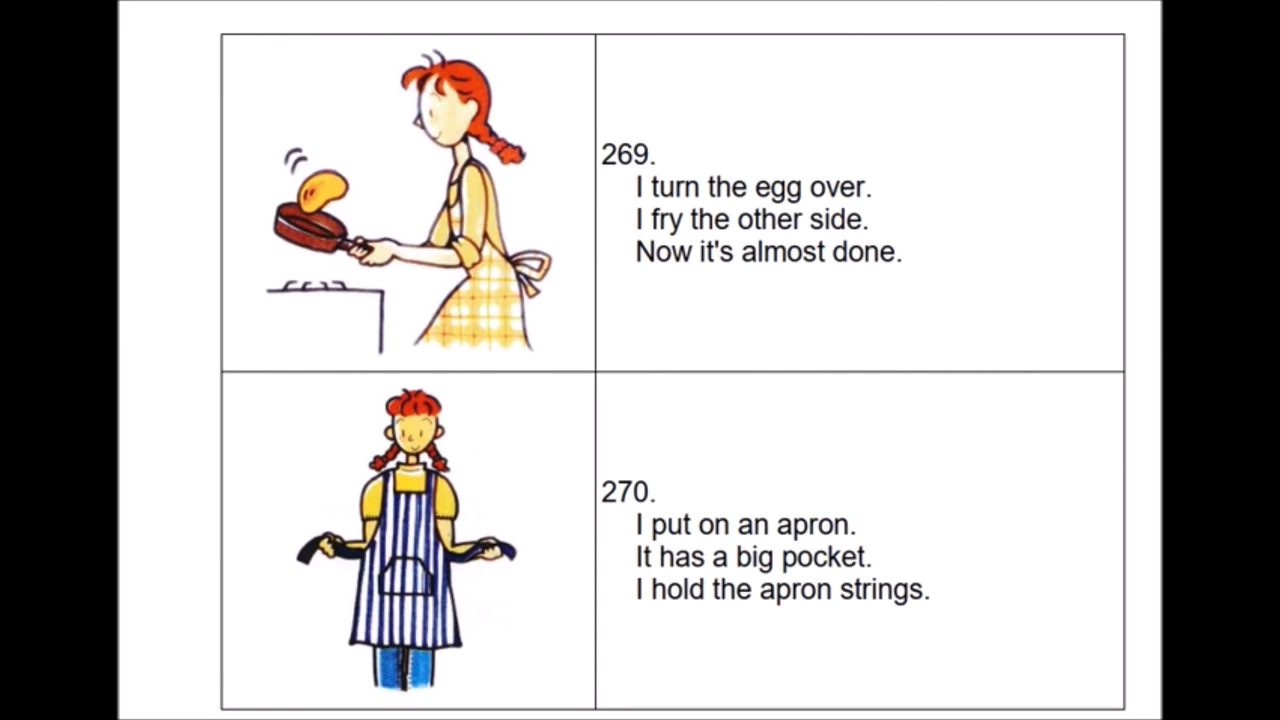 269.
I turn the egg over.
I fry the other side.
Now it's almost done.
270.
I put on an apron.
It has a big pocket.
I hold the apron strings.